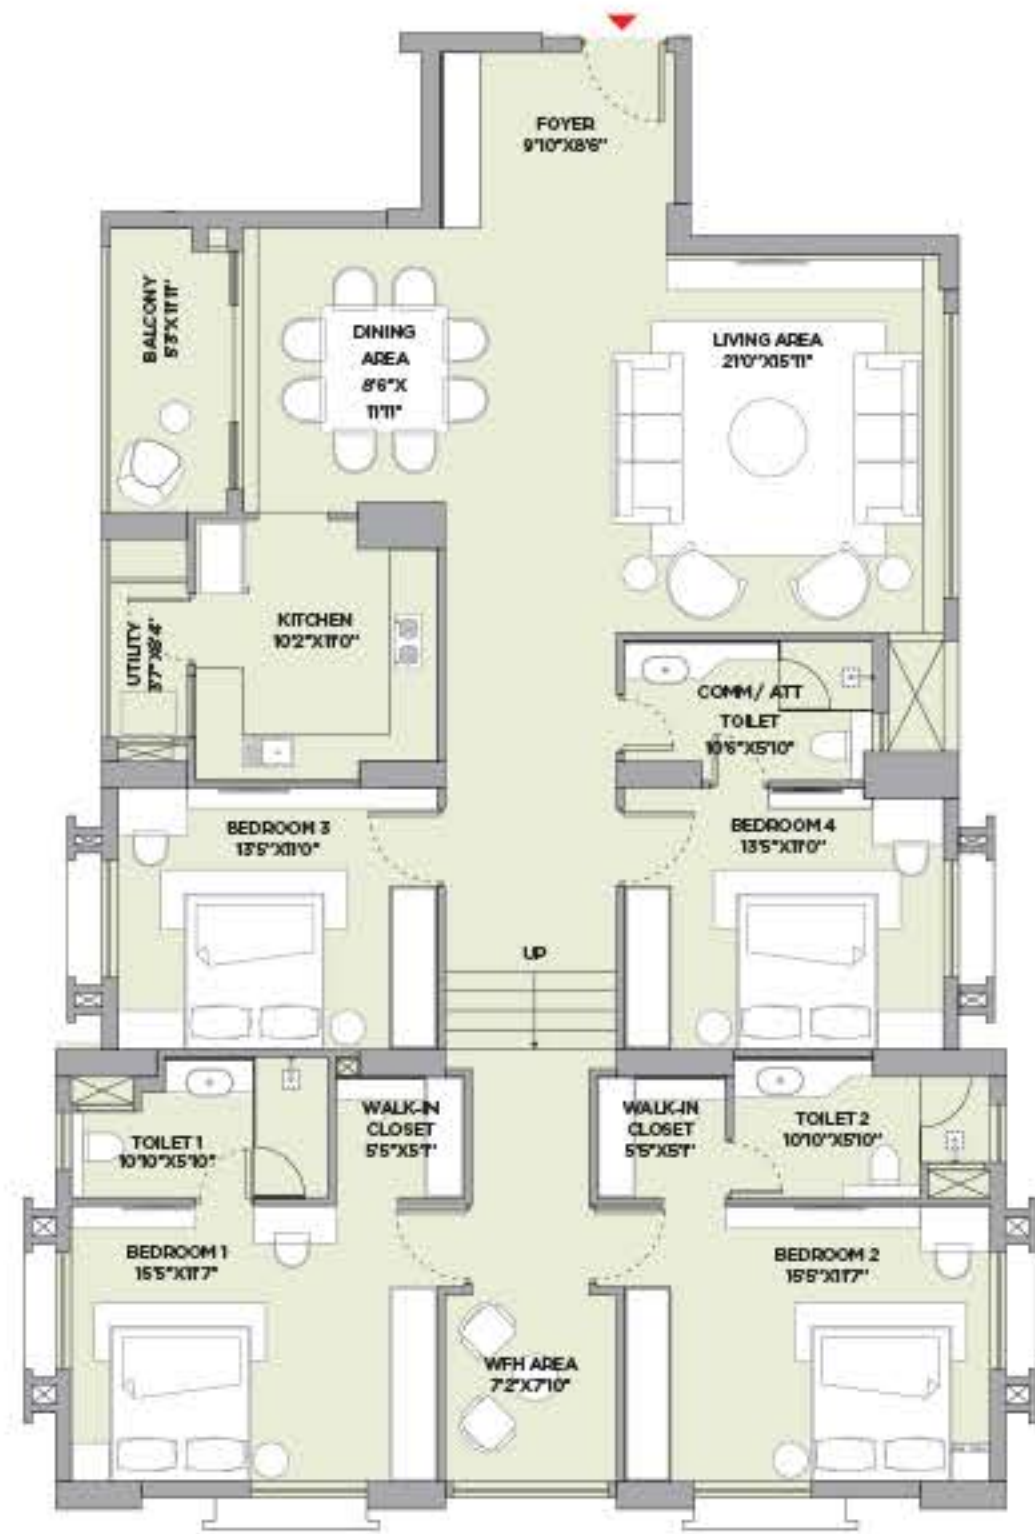 FOYER
9'10"X8'6"
BALCONY
5'3"X11'11"
DINING
AREA
8'6"X
11'11"
LIVING AREA
21'0"X15'11"
KITCHEN
10'2"X11'0"
UTILITY
3'7"X8'4"
COMM / ATT
TOILET
10'6"X5'10"
BEDROOM 3
13'5"X11'0"
BEDROOM 4
13'5"X11'0"
UP
TOILET 1
10'10"X5'10"
WALK-IN
CLOSET
5'5"X5'1"
WALK-IN
CLOSET
5'5"X5'1"
TOILET 2
10'10"X5'10"
BEDROOM 1
15'5"X11'7"
BEDROOM 2
15'5"X11'7"
WFH AREA
7'2"X7'10"